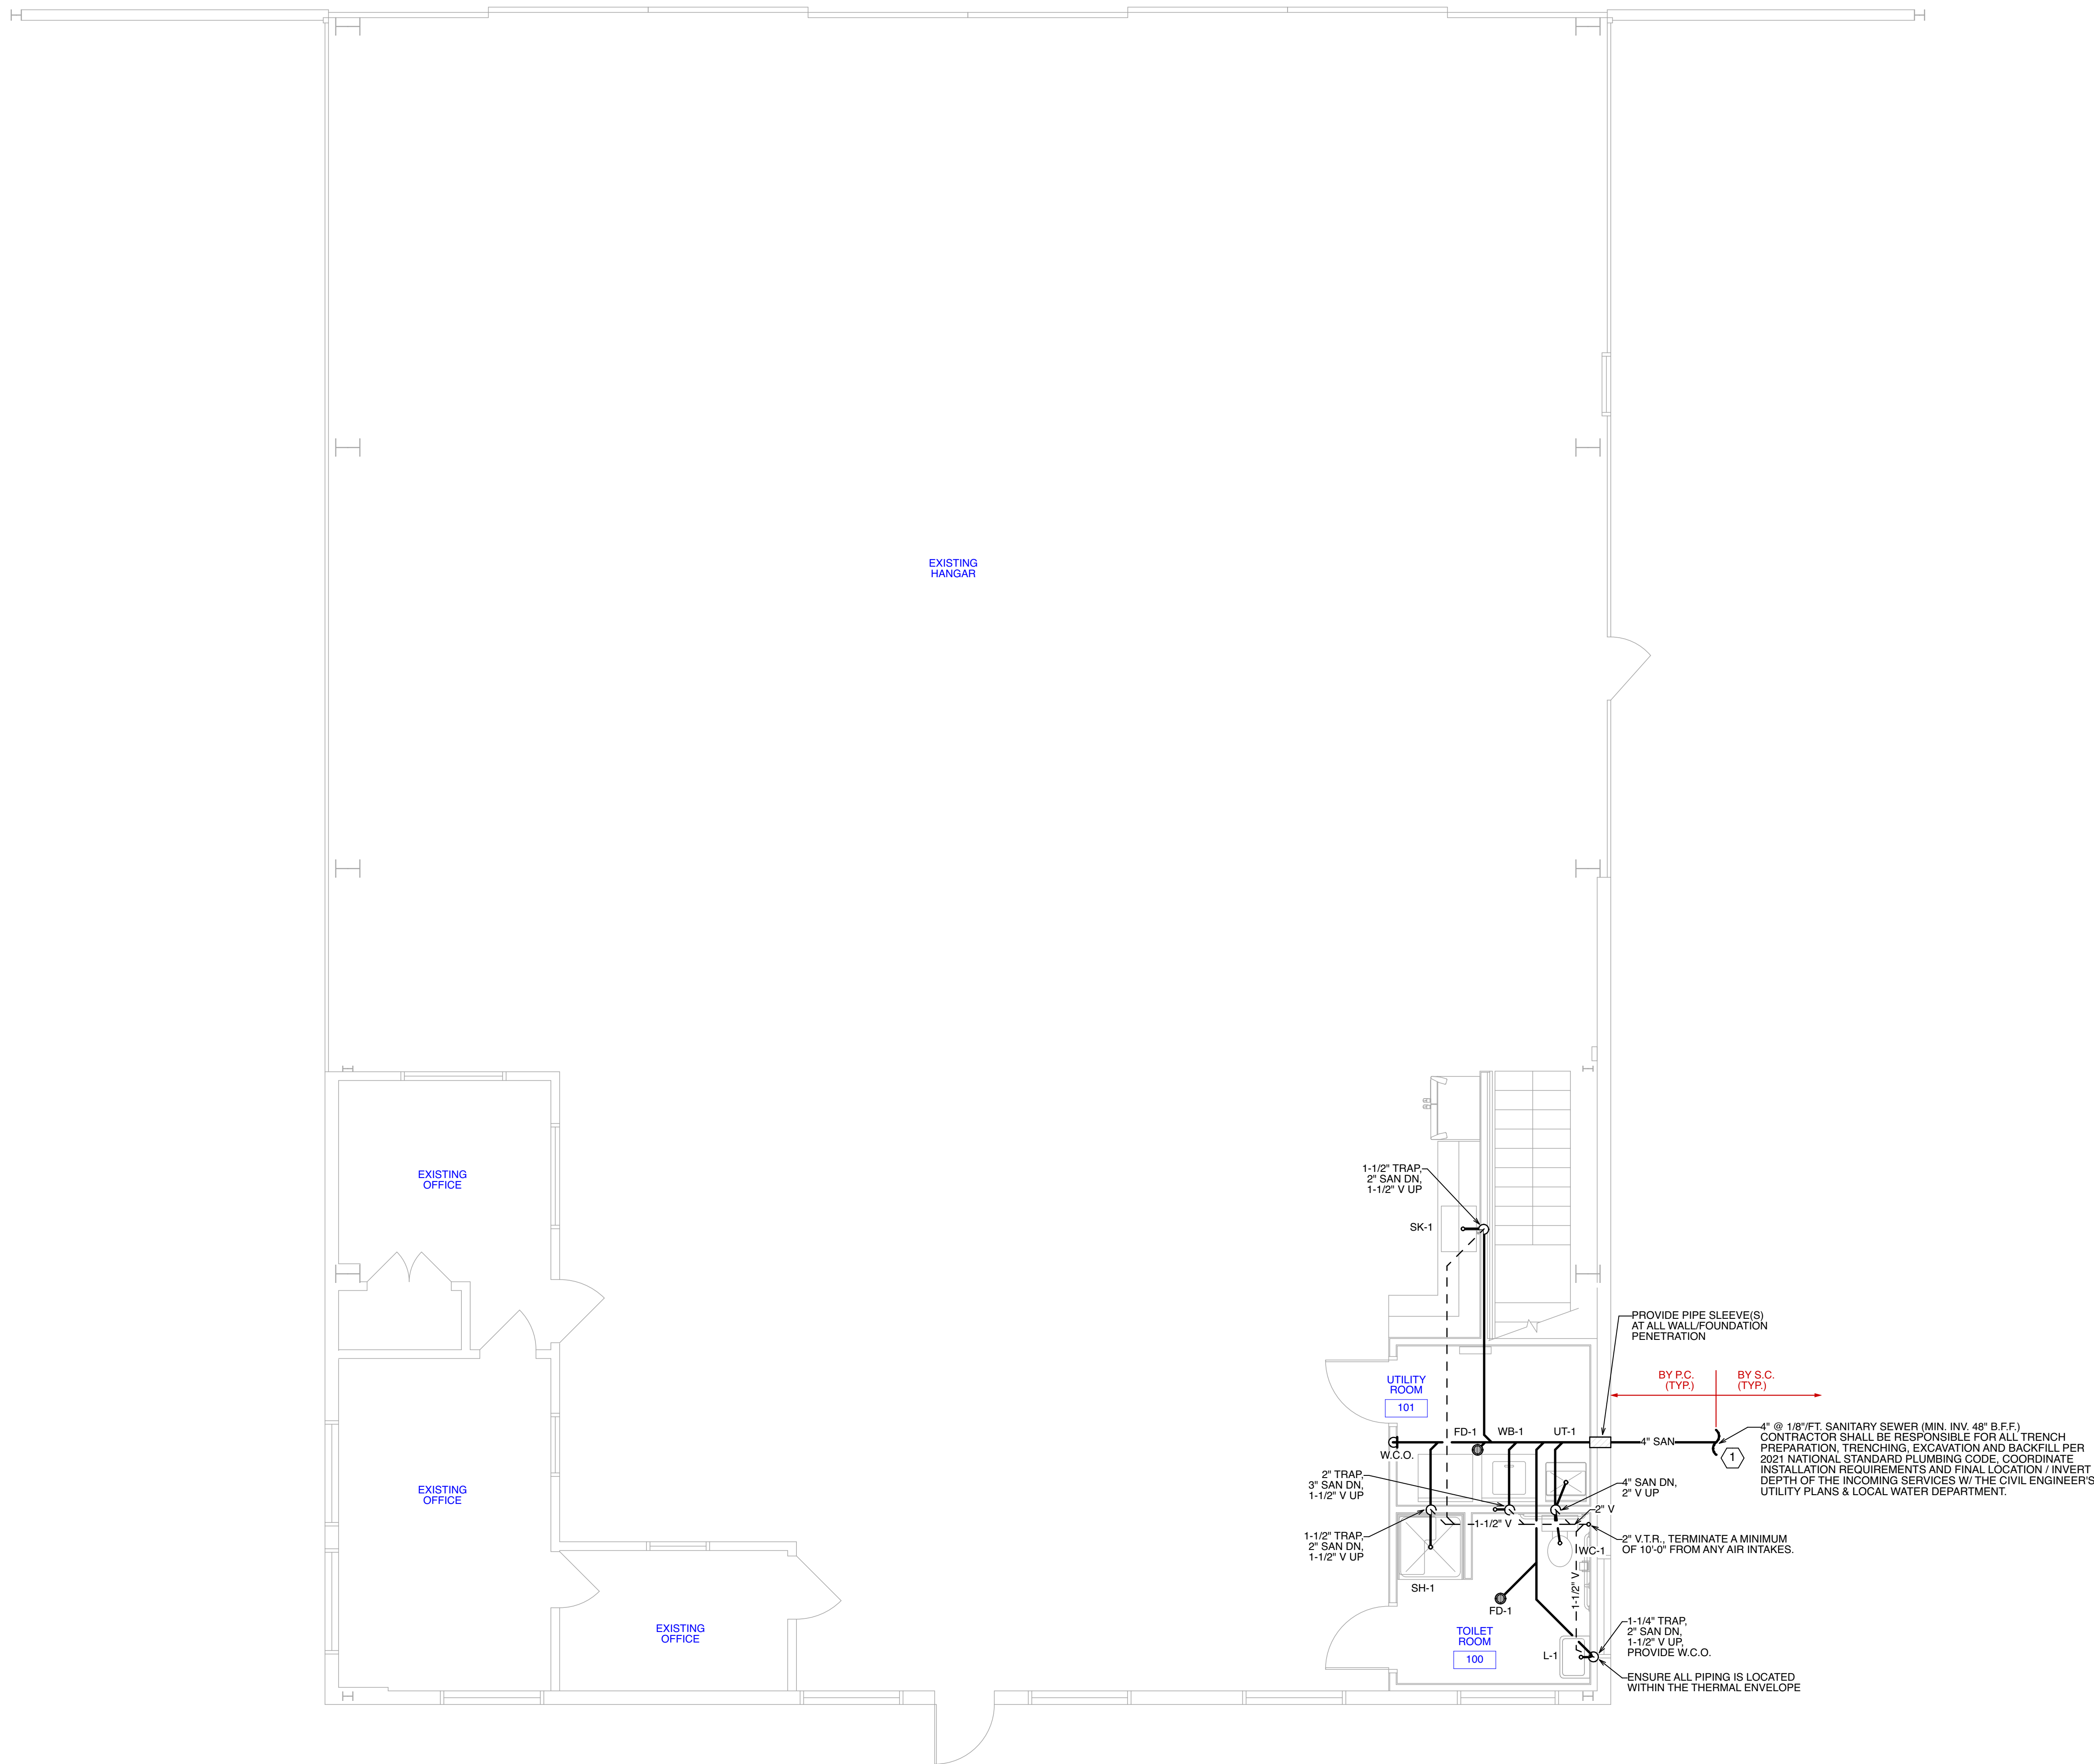 EXISTING
HANGAR
EXISTING
OFFICE
1-1/2" TRAP,
2" SAN DN,
1-1/2" V UP
SK-1
PROVIDE PIPE SLEEVE(S)
AT ALL WALL/FOUNDATION
PENETRATION
BY P.C.
(TYP.)
BY S.C.
(TYP.)
UTILITY
ROOM
101
FD-1
WB-1
UT-1
4" SAN
W.C.O.
1
4" @ 1/8"/FT. SANITARY SEWER (MIN. INV. 48" B.F.F.)
CONTRACTOR SHALL BE RESPONSIBLE FOR ALL TRENCH
PREPARATION, TRENCHING, EXCAVATION AND BACKFILL PER
2021 NATIONAL STANDARD PLUMBING CODE, COORDINATE
INSTALLATION REQUIREMENTS AND FINAL LOCATION / INVERT
DEPTH OF THE INCOMING SERVICES W/ THE CIVIL ENGINEER'S
UTILITY PLANS & LOCAL WATER DEPARTMENT.
2" TRAP,
3" SAN DN,
1-1/2" V UP
4" SAN DN,
2" V UP
EXISTING
OFFICE
2" V
1-1/2" V
1-1/2" TRAP,
2" SAN DN,
1-1/2" V UP
2" V.T.R., TERMINATE A MINIMUM
OF 10'-0" FROM ANY AIR INTAKES.
WC-1
SH-1
1-1/2" V
FD-1
EXISTING
OFFICE
TOILET
ROOM
100
L-1
1-1/4" TRAP,
2" SAN DN,
1-1/2" V UP,
PROVIDE W.C.O.
ENSURE ALL PIPING IS LOCATED
WITHIN THE THERMAL ENVELOPE